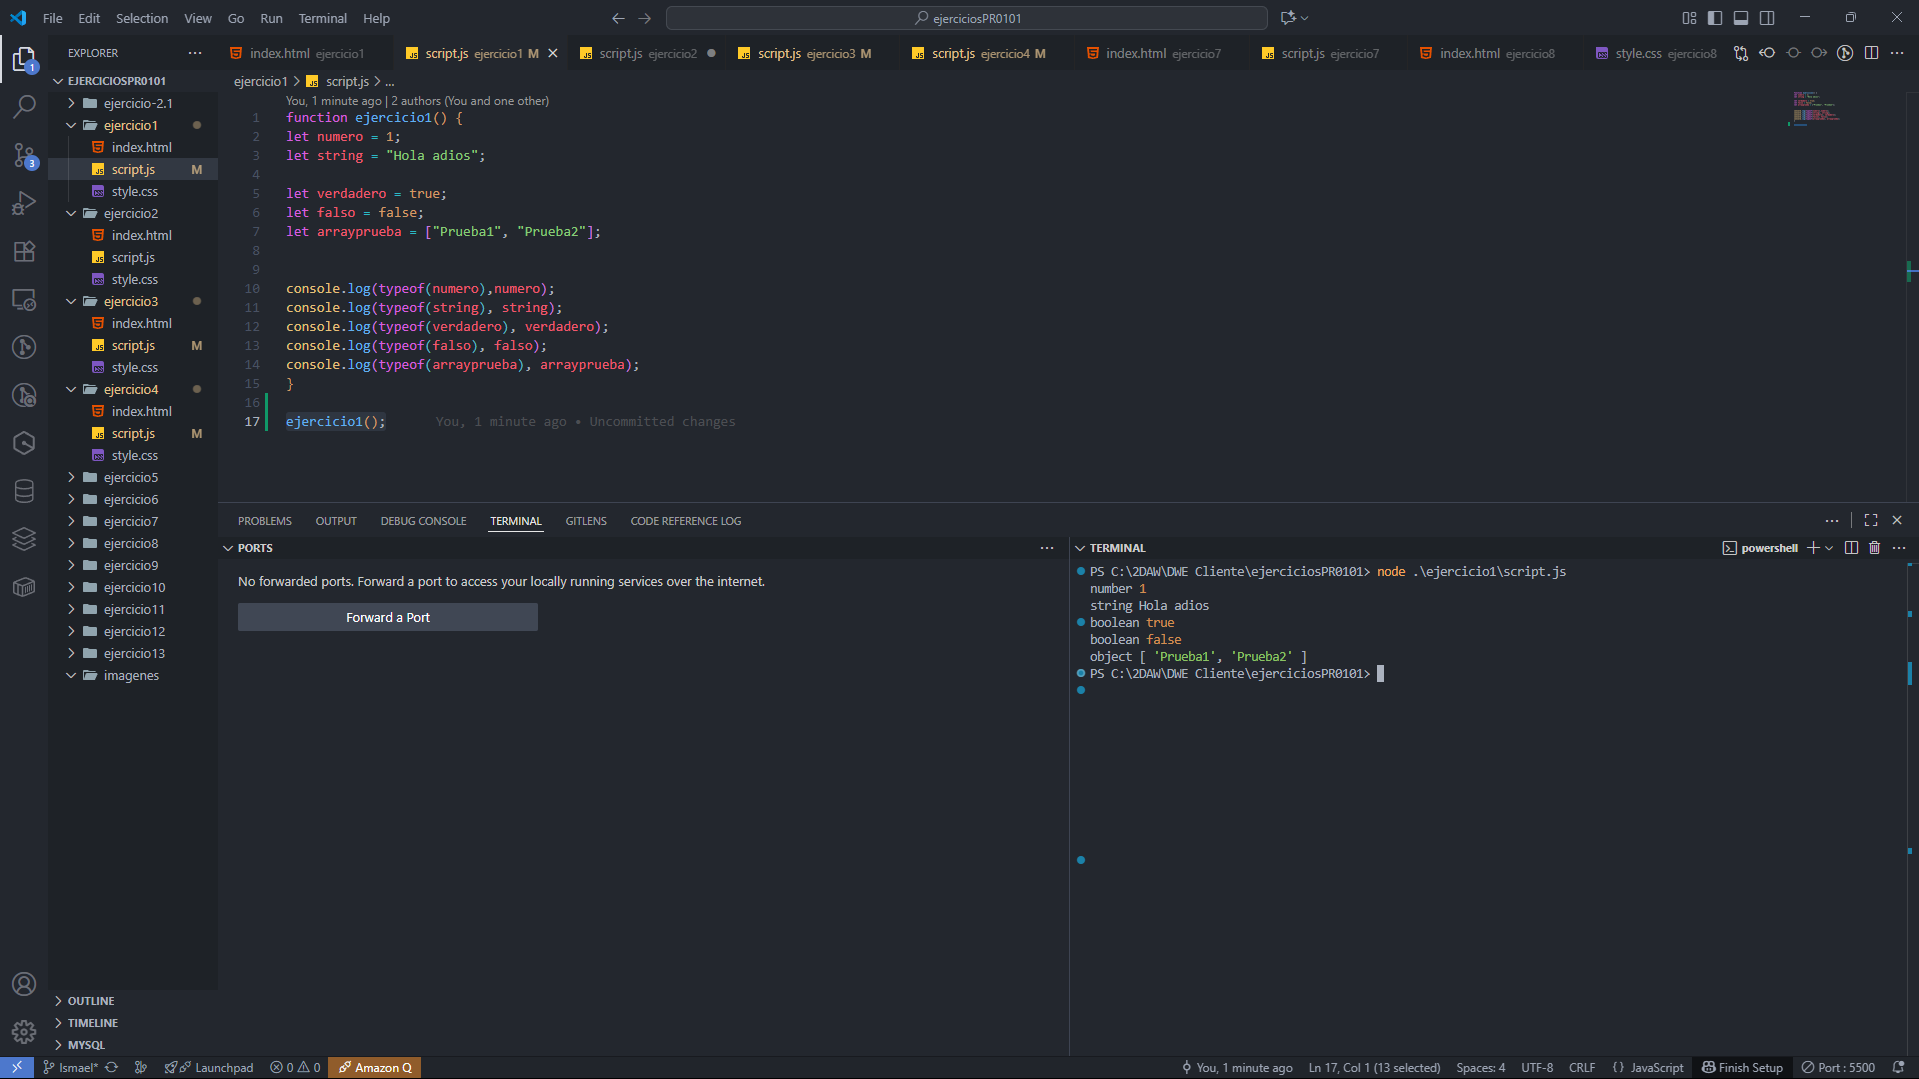 File Edit Selection View Go Run Terminal Help
ejerciciosPR0101
EXPLORER
index.html ejercicio1
script.js ejercicio1 M
script.js ejercicio2
script.js ejercicio3 M
script.js ejercicio4 M
index.html ejercicio7
script.js ejercicio7
index.html ejercicio8
style.css ejercicio8
1
3
EJERCICIOSPR0101
ejercicio-2.1
ejercicio1
index.html
script.js M
style.css
ejercicio2
index.html
script.js
style.css
ejercicio3
index.html
script.js M
style.css
ejercicio4
index.html
script.js M
style.css
ejercicio5
ejercicio6
ejercicio7
ejercicio8
ejercicio9
ejercicio10
ejercicio11
ejercicio12
ejercicio13
imagenes
OUTLINE
TIMELINE
MYSQL
ejercicio1 > script.js > ...
You, 1 minute ago | 2 authors (You and one other)
1 function ejercicio1() {
2 let numero = 1;
3 let string = "Hola adios";
4
5 let verdadero = true;
6 let falso = false;
7 let arrayprueba = ["Prueba1", "Prueba2"];
8
9
10 console.log(typeof(numero),numero);
11 console.log(typeof(string), string);
12 console.log(typeof(verdadero), verdadero);
13 console.log(typeof(falso), falso);
14 console.log(typeof(arrayprueba), arrayprueba);
15 }
16
17 ejercicio1(); You, 1 minute ago • Uncommitted changes
PROBLEMS OUTPUT DEBUG CONSOLE TERMINAL GITLENS CODE REFERENCE LOG
PORTS
No forwarded ports. Forward a port to access your locally running services over the internet.
Forward a Port
TERMINAL
powershell
PS C:\2DAW\DWE Cliente\ejerciciosPR0101> node .\ejercicio1\script.js
number 1
string Hola adios
boolean true
boolean false
object [ 'Prueba1', 'Prueba2' ]
PS C:\2DAW\DWE Cliente\ejerciciosPR0101>
Ismael* Launchpad 0 0 Amazon Q
You, 1 minute ago Ln 17, Col 1 (13 selected) Spaces: 4 UTF-8 CRLF {} JavaScript Finish Setup Port : 5500